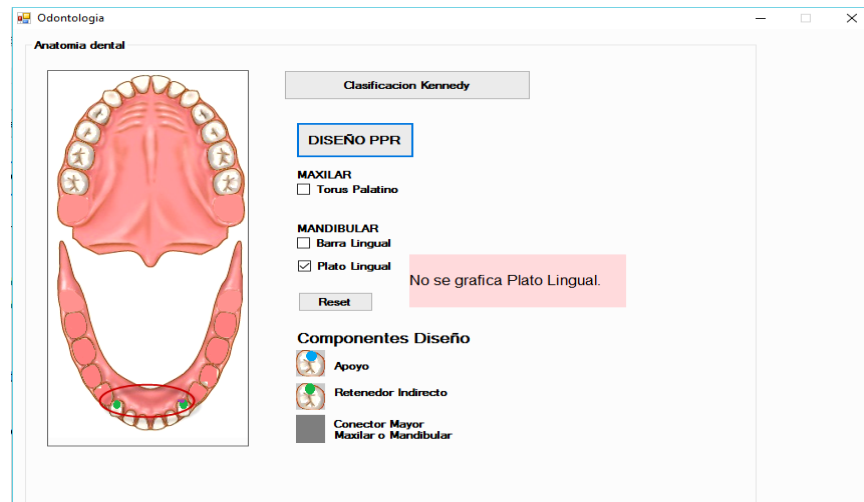 Odontologia
Anatomia dental
Clasificacion Kennedy
DISEÑO PPR
MAXILAR
Torus Palatino
MANDIBULAR
Barra Lingual
Plato Lingual
No se grafica Plato Lingual.
Reset
Componentes Diseño
Apoyo
Retenedor Indirecto
Conector Mayor
Maxilar o Mandibular